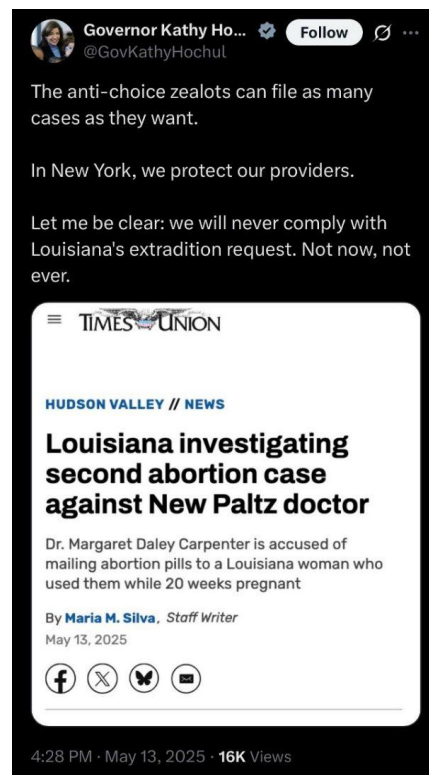 Governor Kathy Ho...
Follow
@GovKathyHochul
The anti-choice zealots can file as many
cases as they want.
In New York, we protect our providers.
Let me be clear: we will never comply with
Louisiana's extradition request. Not now, not
ever.
TIMES UNION
HUDSON VALLEY // NEWS
Louisiana investigating
second abortion case
against New Paltz doctor
Dr. Margaret Daley Carpenter is accused of
mailing abortion pills to a Louisiana woman who
used them while 20 weeks pregnant
By Maria M. Silva, Staff Writer
May 13, 2025
4:28 PM · May 13, 2025 · 16K Views